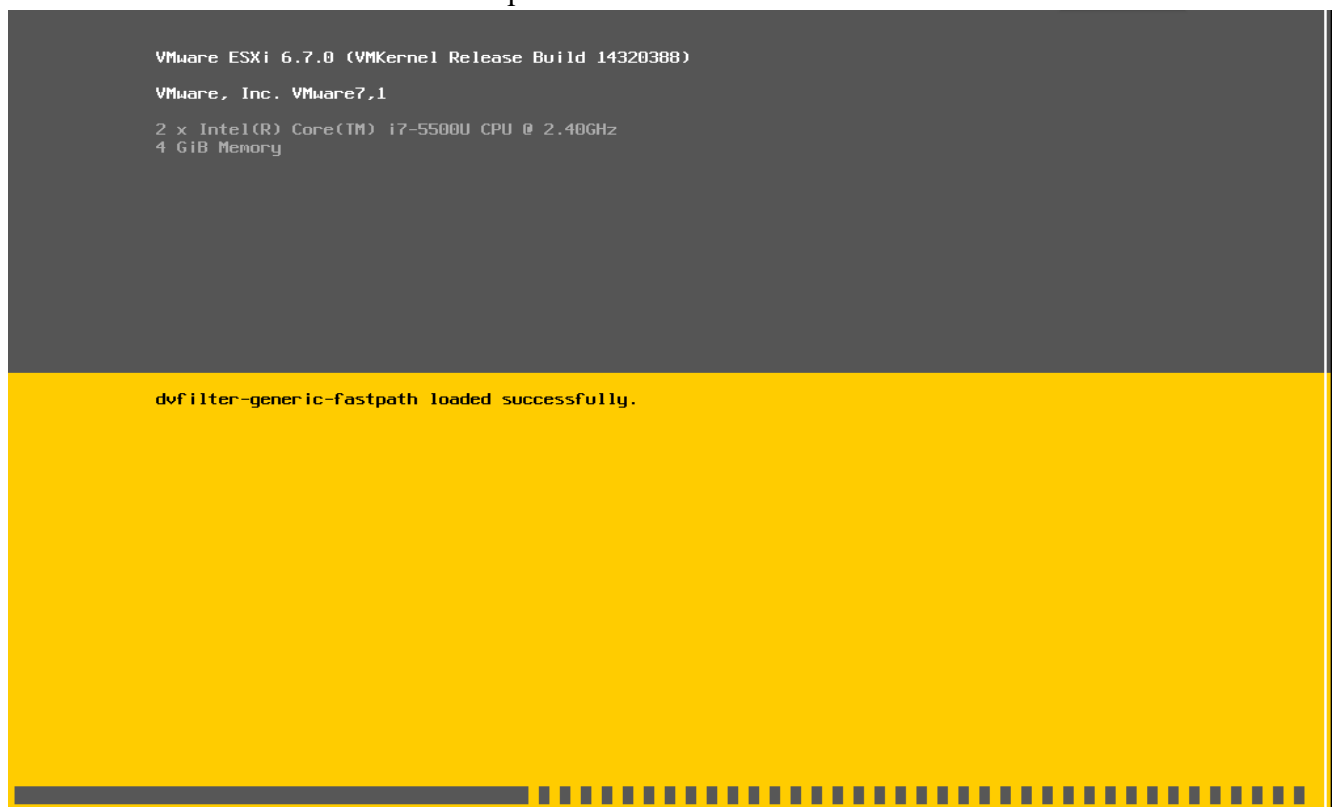 VMware ESXi 6.7.0 (VMKernel Release Build 14320388)
VMware, Inc. VMware7,1
2 x Intel(R) Core(TM) i7-5500U CPU @ 2.40GHz
4 GiB Memory
dvfilter-generic-fastpath loaded successfully.